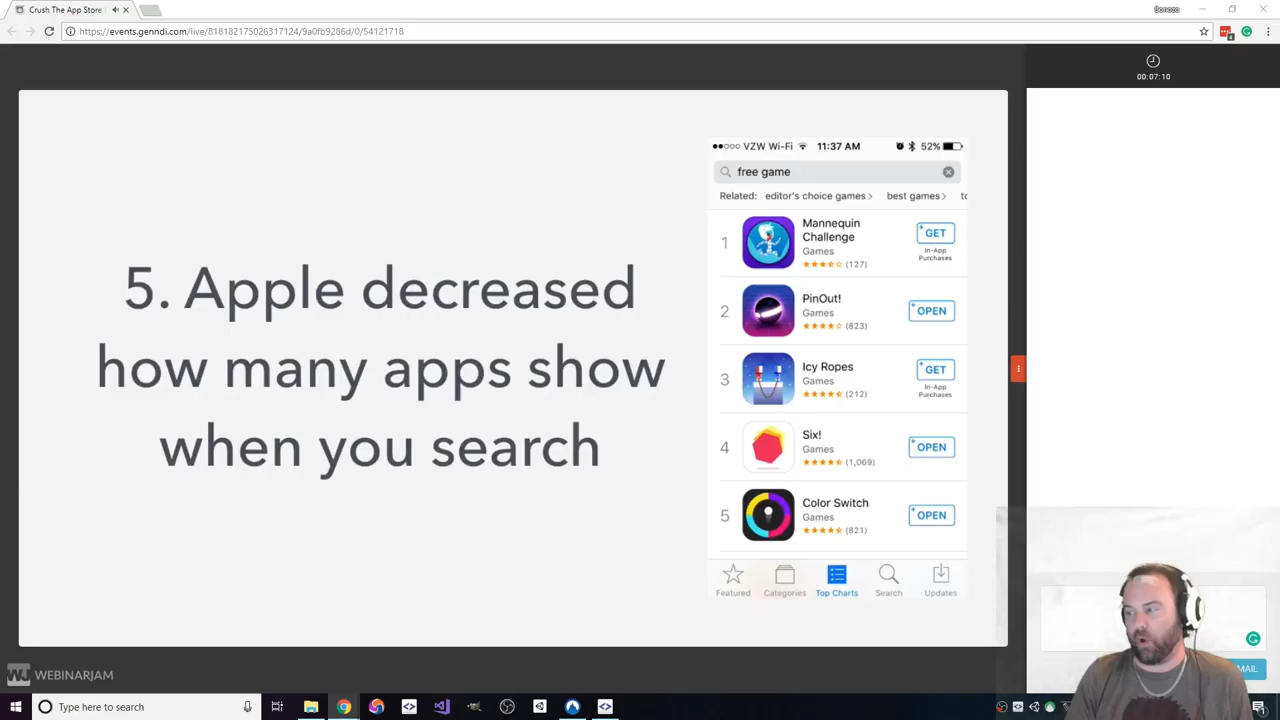 Crush The App Store
Bonozo
https://events.genndi.com/live/818182175026317124/9a0fb9286d/0/54121718
00:07:10
5. Apple decreased
how many apps show
when you search
VZW Wi-Fi 11:37 AM 52%
free game
Related: editor's choice games > best games > to
1 Mannequin Challenge
Games
(127)
GET
In-App
Purchases
2 PinOut!
Games
(823)
OPEN
3 Icy Ropes
Games
(212)
GET
In-App
Purchases
4 Six!
Games
(1,069)
OPEN
5 Color Switch
Games
(821)
OPEN
Featured Categories Top Charts Search Updates
WJ WEBINARJAM
MAIL
Type here to search